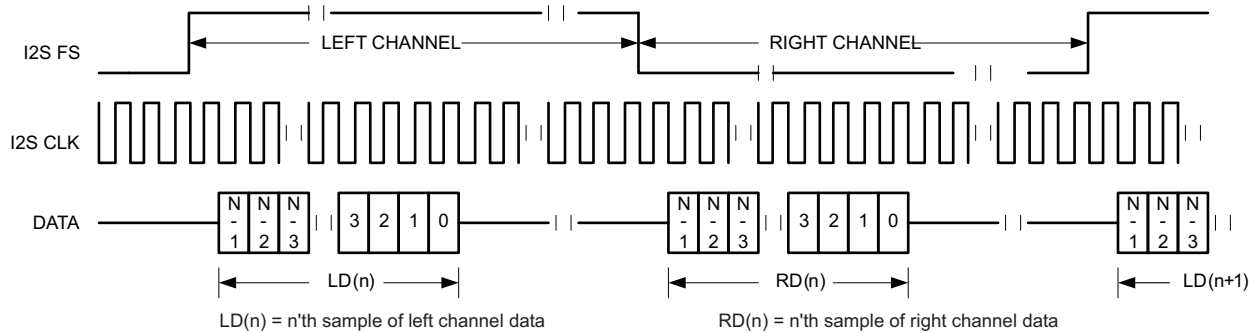 I2S FS
LEFT CHANNEL
RIGHT CHANNEL
I2S CLK
DATA
N-1 N-2 N-3 3 2 1 0
N-1 N-2 N-3 3 2 1 0
N-1 N-2 N-3
LD(n)
RD(n)
LD(n+1)
LD(n) = n'th sample of left channel data
RD(n) = n'th sample of right channel data